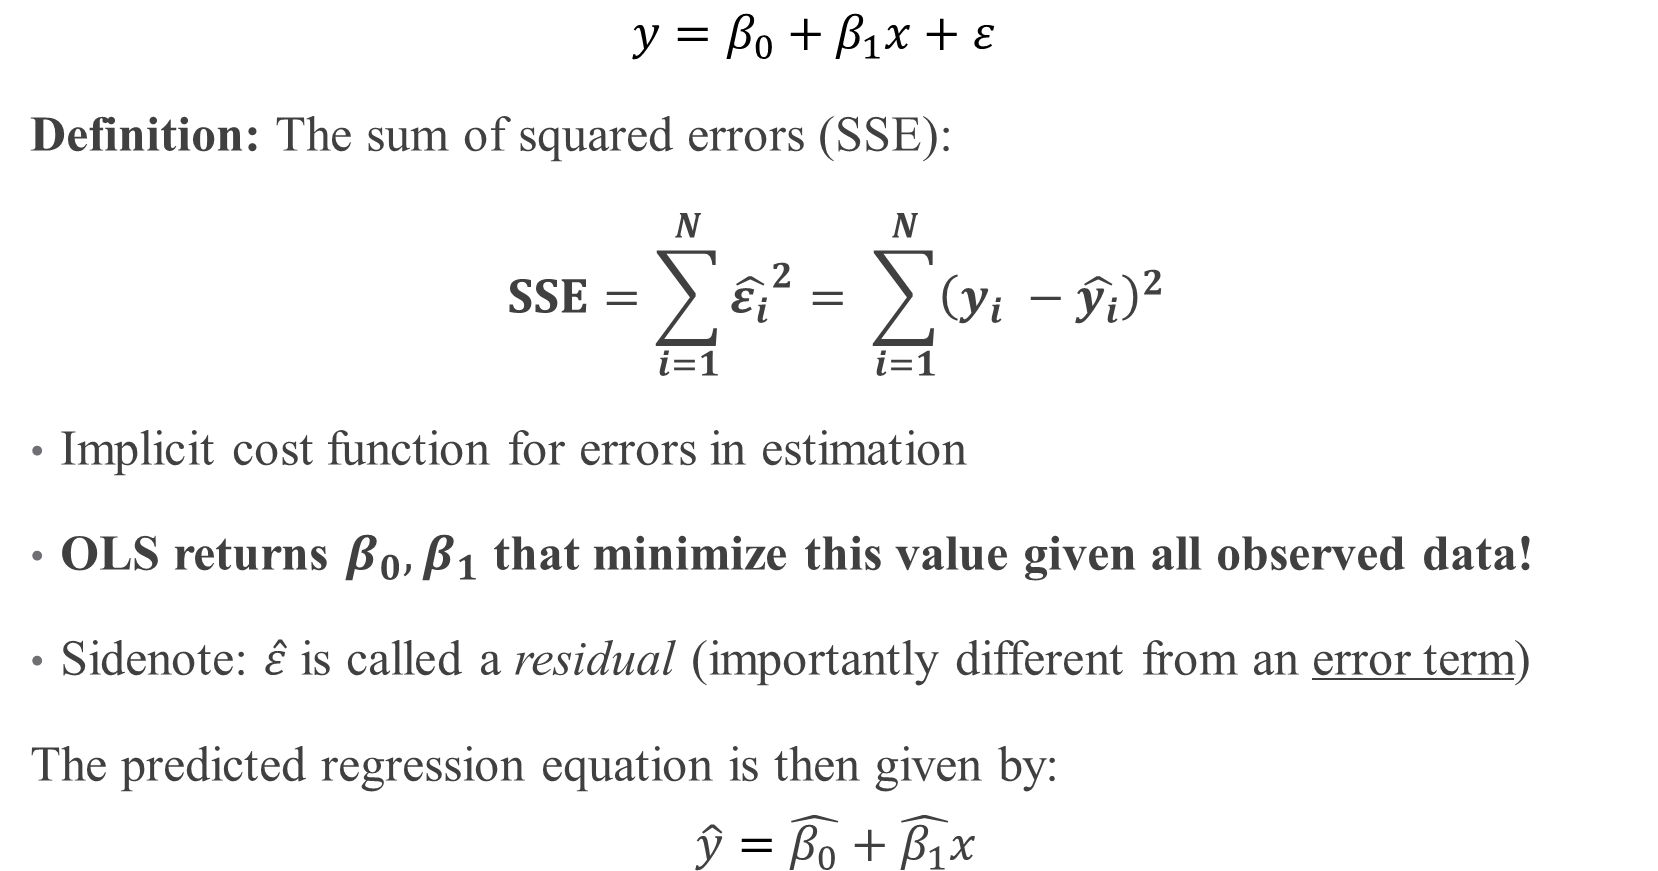 y = β₀ + β₁x + ε
Definition: The sum of squared errors (SSE):
SSE = ∑_{i=1}^{N} ε̂ᵢ² = ∑_{i=1}^{N} (yᵢ − ŷᵢ)²
• Implicit cost function for errors in estimation
• OLS returns β₀, β₁ that minimize this value given all observed data!
• Sidenote: ε̂ is called a residual (importantly different from an error term)
The predicted regression equation is then given by:
ŷ = β̂₀ + β̂₁x